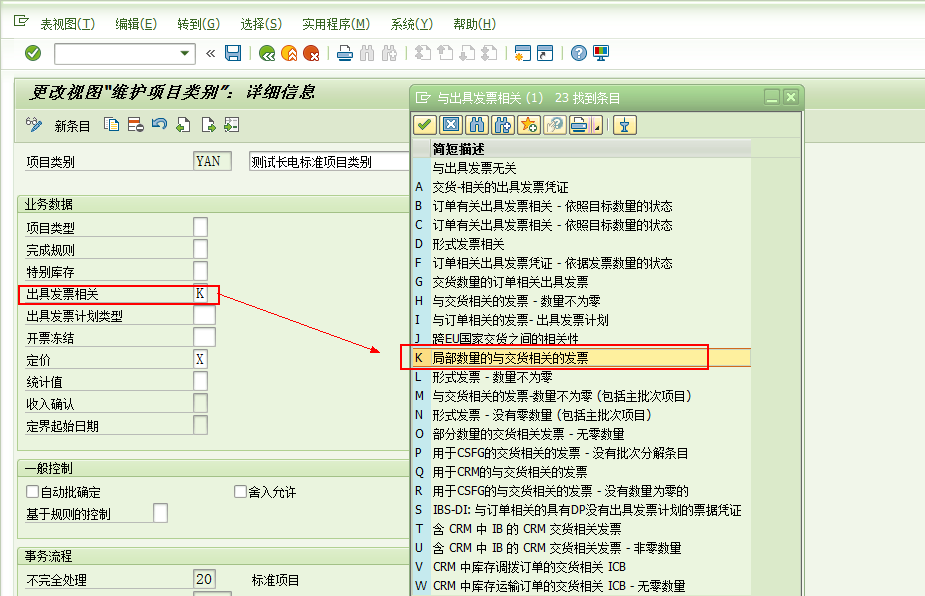 表视图(T) 编辑(E) 转到(G) 选择(S) 实用程序(M) 系统(Y) 帮助(H)
更改视图"维护项目类别": 详细信息
新条目
项目类别 YAN 测试长电标准项目类别
业务数据
项目类型
完成规则
特别库存
出具发票相关 K
出具发票计划类型
开票冻结
定价 X
统计值
收入确认
定界起始日期
一般控制
自动批确定 舍入允许
基于规则的控制
事务流程
不完全处理 20 标准项目
与出具发票相关 (1) 23 找到条目
简短描述
与出具发票无关
A 交货-相关的出具发票凭证
B 订单有关出具发票相关 - 依照目标数量的状态
C 订单有关出具发票相关 - 依照目标数量的状态
D 形式发票相关
F 订单相关出具发票凭证 - 依据发票数量的状态
G 交货数量的订单相关出具发票
H 与交货相关的发票 - 数量不为零
I 与订单相关的发票- 出具发票计划
J 跨EU国家交货之间的相关性
K 局部数量的与交货相关的发票
L 形式发票 - 数量不为零
M 与交货相关的发票-数量不为零 (包括主批次项目)
N 形式发票 - 没有零数量 (包括主批次项目)
O 部分数量的交货相关发票 - 无零数量
P 用于CSFG的交货相关的发票 - 没有批次分解条目
Q 用于CRM的与交货相关的发票
R 用于CSFG的与交货相关的发票 - 没有数量为零的
S IBS-DI: 与订单相关的具有DP没有出具发票计划的票据凭证
T 含 CRM 中 IB 的 CRM 交货相关发票
U 含 CRM 中 IB 的 CRM 交货相关发票 - 非零数量
V CRM 中库存调拨订单的交货相关 ICB
W CRM 中库存运输订单的交货相关 ICB - 无零数量